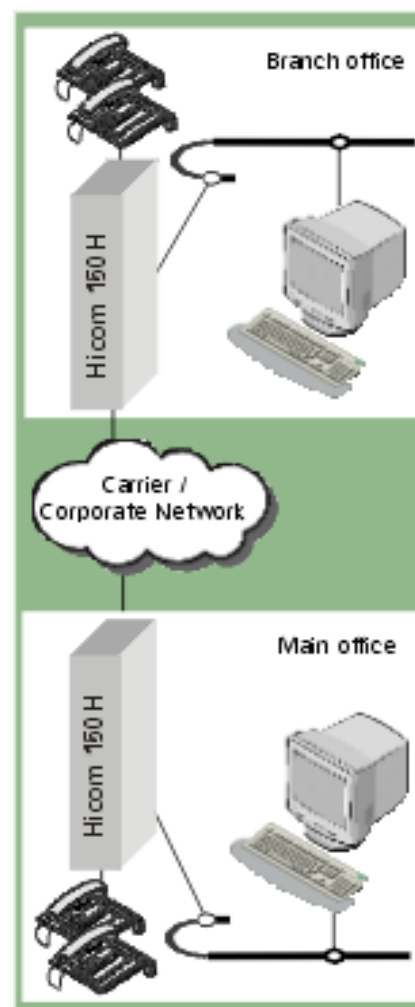 Branch office
Hicom 150 H
Carrier /
Corporate Network
Main office
Hicom 150 H